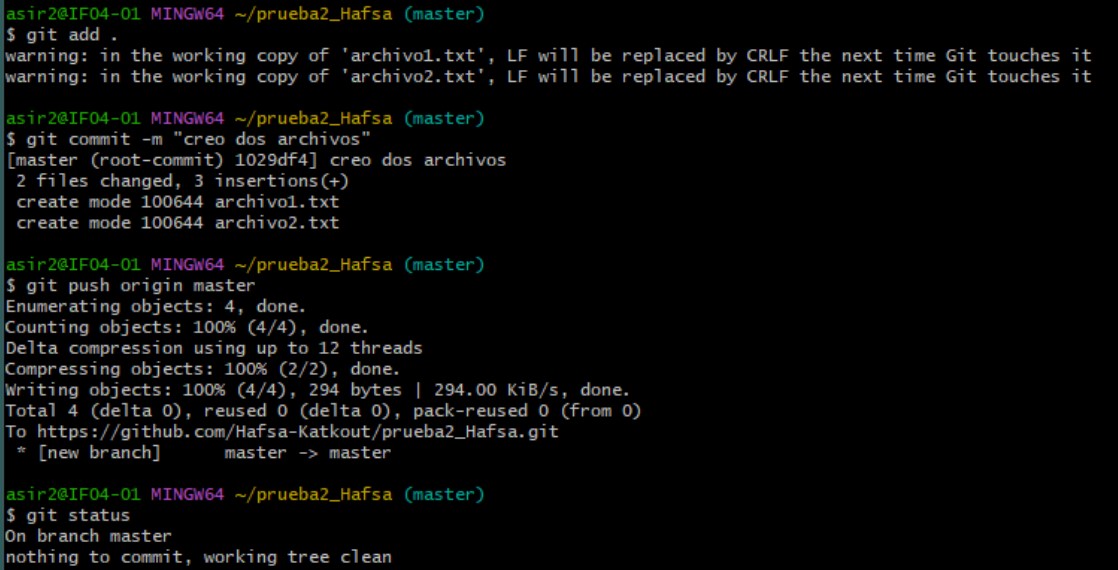 asir2@IF04-01 MINGW64 ~/prueba2_Hafsa (master)
$ git add .
warning: in the working copy of 'archivo1.txt', LF will be replaced by CRLF the next time Git touches it
warning: in the working copy of 'archivo2.txt', LF will be replaced by CRLF the next time Git touches it
asir2@IF04-01 MINGW64 ~/prueba2_Hafsa (master)
$ git commit -m "creo dos archivos"
[master (root-commit) 1029df4] creo dos archivos
 2 files changed, 3 insertions(+)
 create mode 100644 archivo1.txt
 create mode 100644 archivo2.txt
asir2@IF04-01 MINGW64 ~/prueba2_Hafsa (master)
$ git push origin master
Enumerating objects: 4, done.
Counting objects: 100% (4/4), done.
Delta compression using up to 12 threads
Compressing objects: 100% (2/2), done.
Writing objects: 100% (4/4), 294 bytes | 294.00 KiB/s, done.
Total 4 (delta 0), reused 0 (delta 0), pack-reused 0 (from 0)
To https://github.com/Hafsa-Katkout/prueba2_Hafsa.git
 * [new branch]      master -> master
asir2@IF04-01 MINGW64 ~/prueba2_Hafsa (master)
$ git status
On branch master
nothing to commit, working tree clean